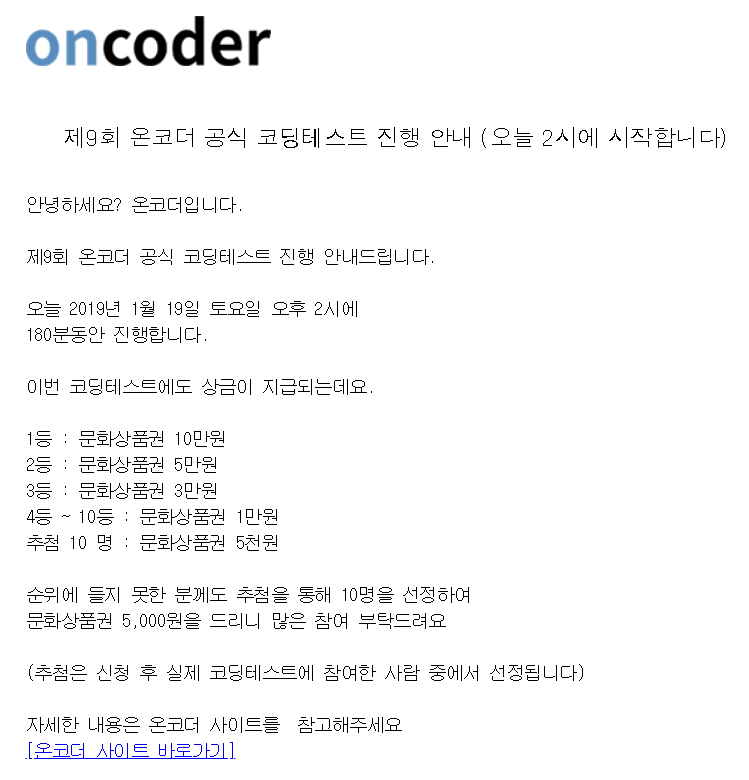 oncoder
제9회 온코더 공식 코딩테스트 진행 안내 (오늘 2시에 시작합니다)
안녕하세요? 온코더입니다.
제9회 온코더 공식 코딩테스트 진행 안내드립니다.
오늘 2019년 1월 19일 토요일 오후 2시에
180분동안 진행합니다.
이번 코딩테스트에도 상금이 지급되는데요.
1등 : 문화상품권 10만원
2등 : 문화상품권 5만원
3등 : 문화상품권 3만원
4등 ~ 10등 : 문화상품권 1만원
추첨 10 명 : 문화상품권 5천원
순위에 들지 못한 분께도 추첨을 통해 10명을 선정하여
문화상품권 5,000원을 드리니 많은 참여 부탁드려요
(추첨은 신청 후 실제 코딩테스트에 참여한 사람 중에서 선정됩니다)
자세한 내용은 온코더 사이트를 참고해주세요
[온코더 사이트 바로가기]